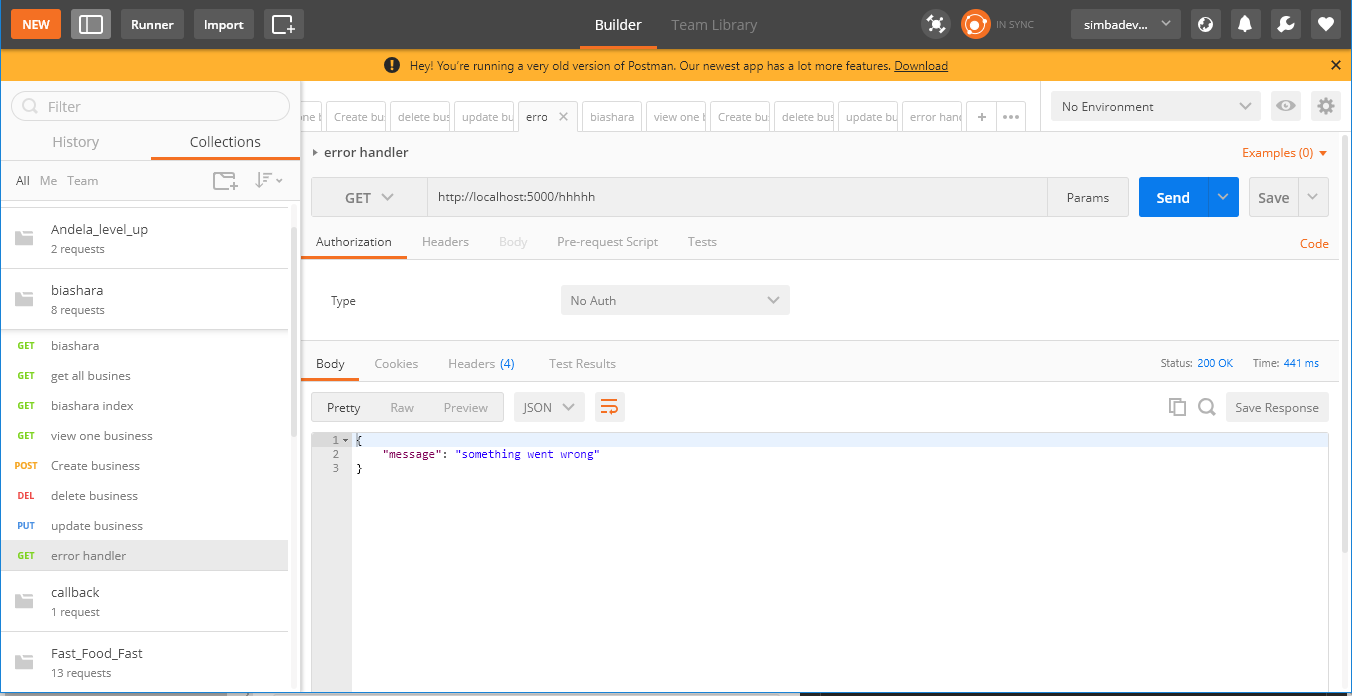 NEW Runner Import Builder Team Library IN SYNC simbadev...
Hey! You're running a very old version of Postman. Our newest app has a lot more features. Download
Filter
History Collections
All Me Team
Andela_level_up
2 requests
biashara
8 requests
GET biashara
GET get all busines
GET biashara index
GET view one business
POST Create business
DEL delete business
PUT update business
GET error handler
callback
1 request
Fast_Food_Fast
13 requests
one b Create bus delete bus update bu erro biashara view one b Create bus delete bus update bu error hand
No Environment
error handler Examples (0)
GET http://localhost:5000/hhhhh Params Send Save
Authorization Headers Body Pre-request Script Tests Code
Type No Auth
Body Cookies Headers (4) Test Results Status: 200 OK Time: 441 ms
Pretty Raw Preview JSON Save Response
1 {
2 "message": "something went wrong"
3 }